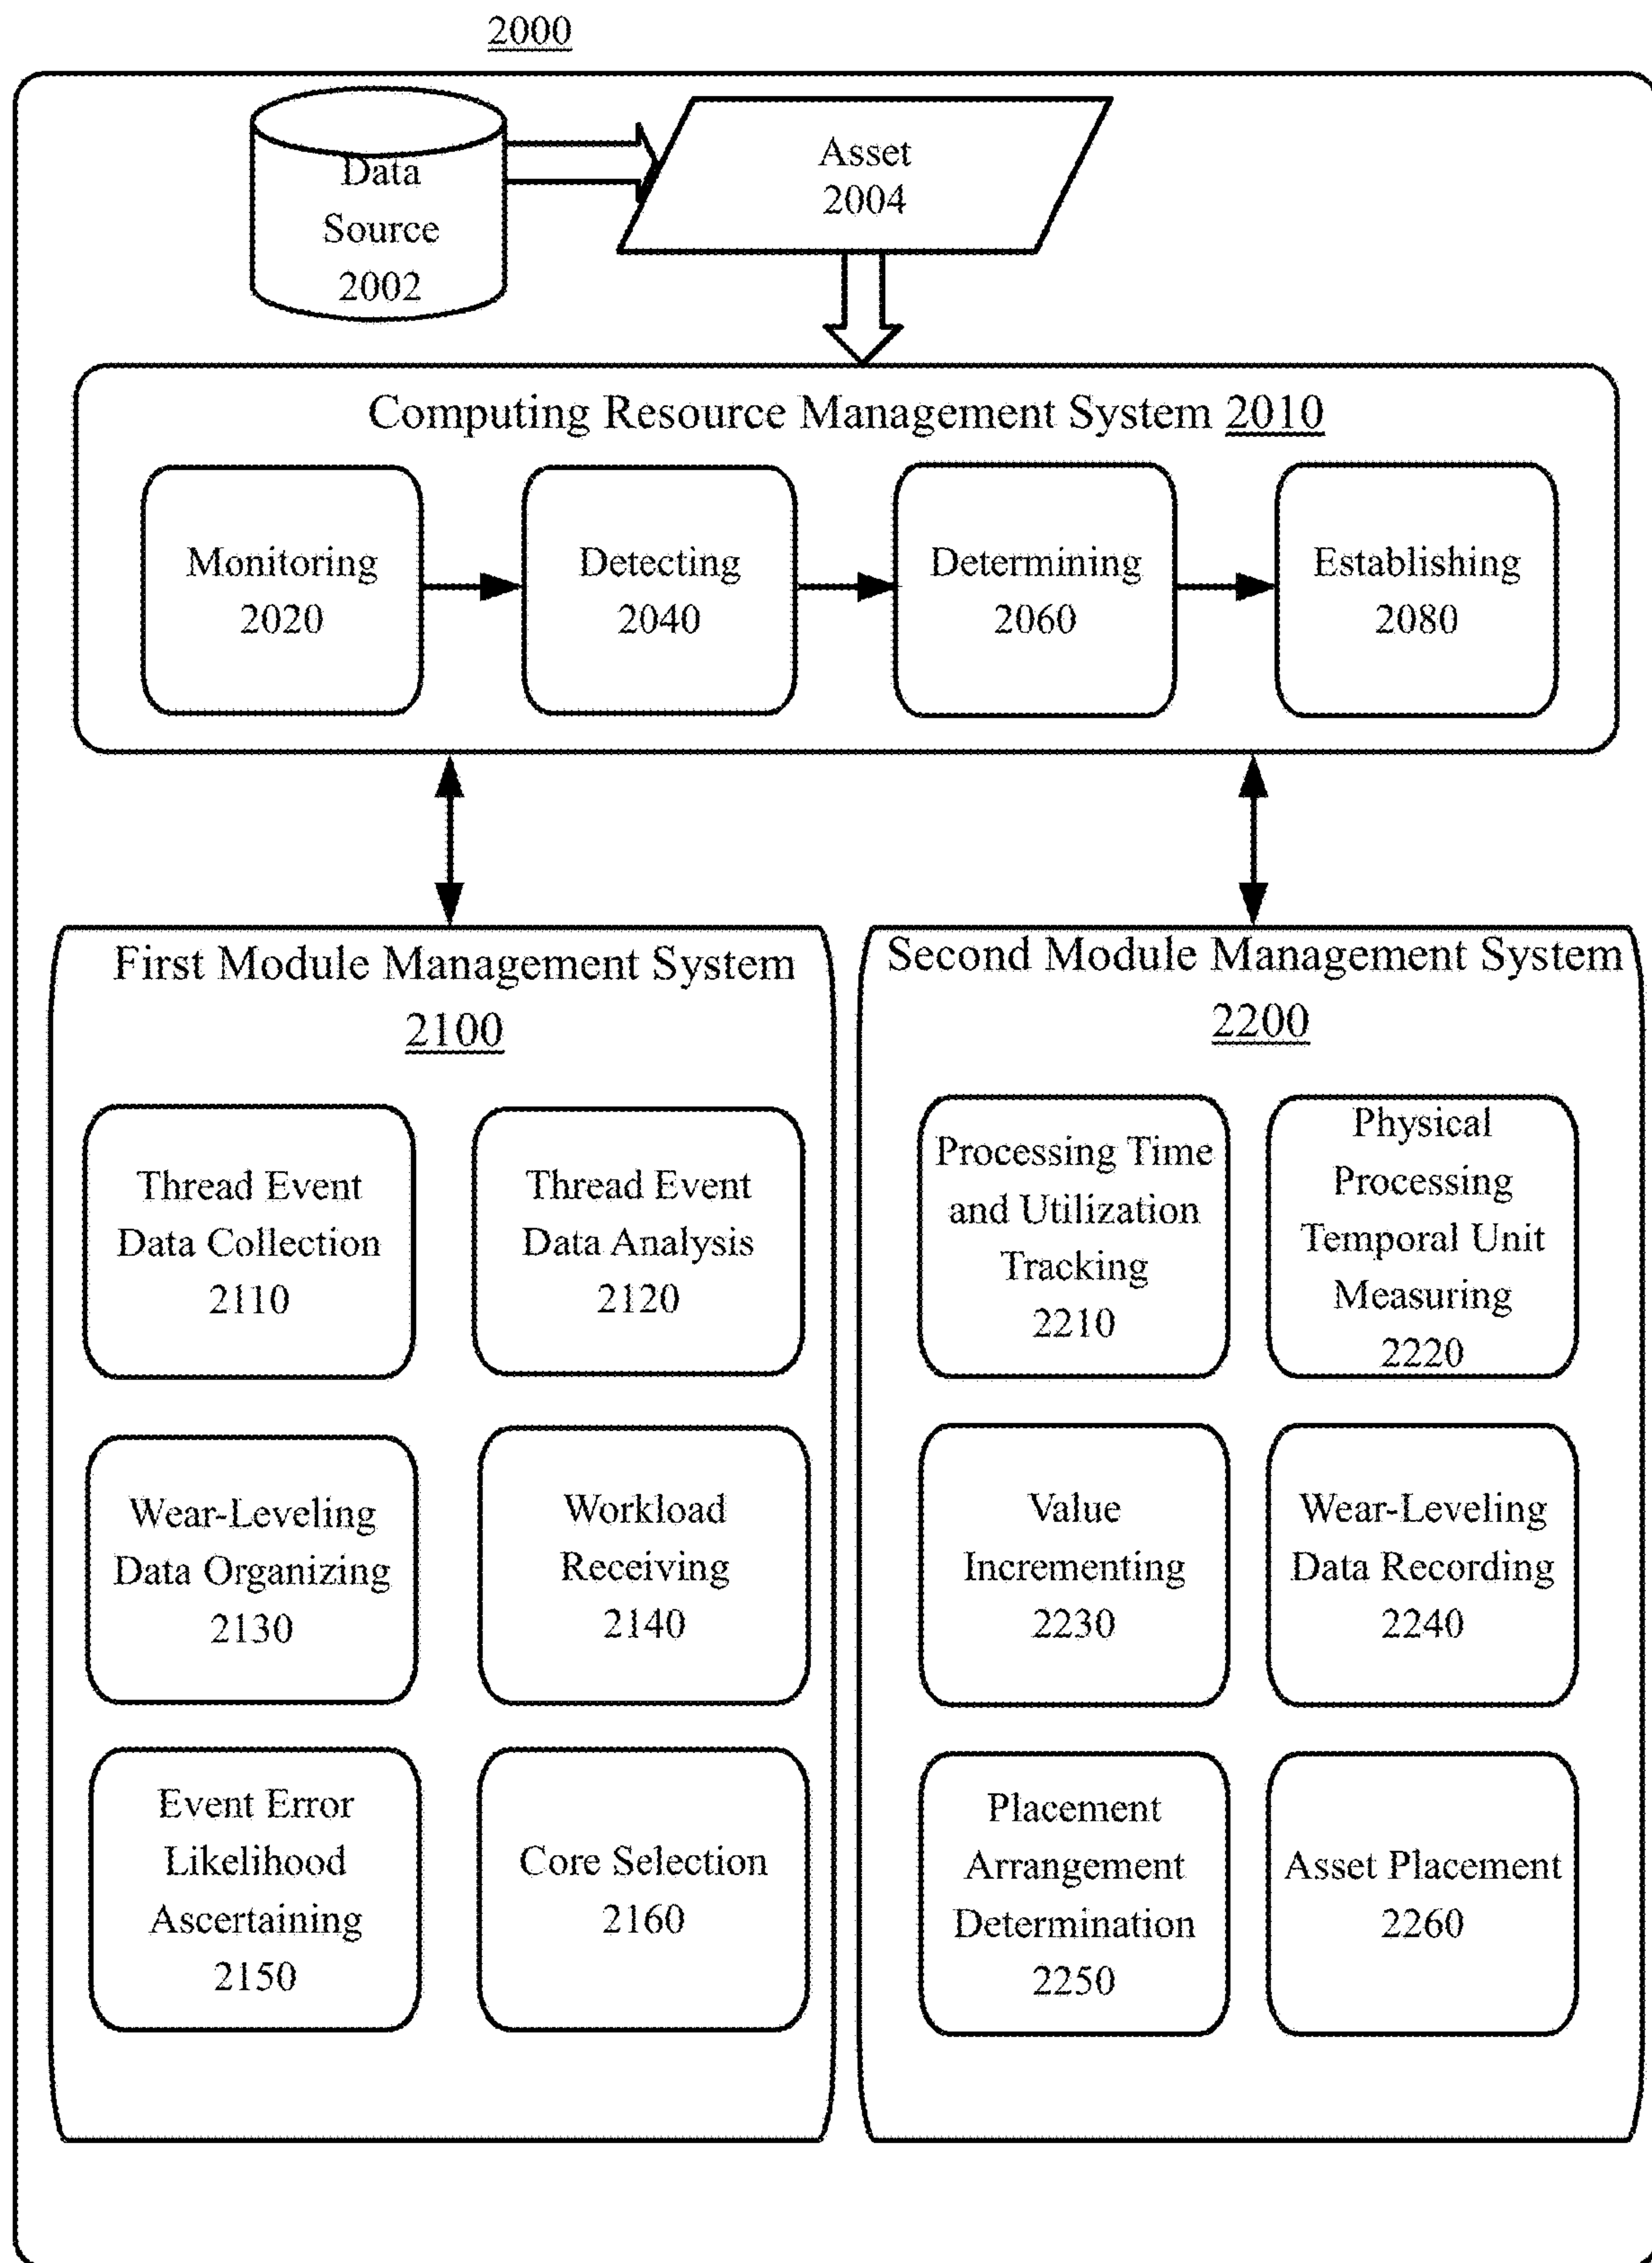 2000
Data
Source
2002
Asset
2004
Computing Resource Management System 2010
Monitoring
2020
Detecting
2040
Determining
2060
Establishing
2080
First Module Management System
2100
Thread Event
Data Collection
2110
Thread Event
Data Analysis
2120
Wear-Leveling
Data Organizing
2130
Workload
Receiving
2140
Event Error
Likelihood
Ascertaining
2150
Core Selection
2160
Second Module Management System
2200
Processing Time
and Utilization
Tracking
2210
Physical
Processing
Temporal Unit
Measuring
2220
Value
Incrementing
2230
Wear-Leveling
Data Recording
2240
Placement
Arrangement
Determination
2250
Asset Placement
2260